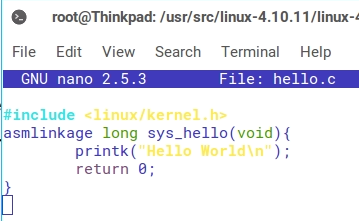 root@Thinkpad: /usr/src/linux-4.10.11/linux-4
File Edit View Search Terminal Help
GNU nano 2.5.3 File: hello.c
#include <linux/kernel.h>
asmlinkage long sys_hello(void){
printk("Hello World\n");
return 0;
}